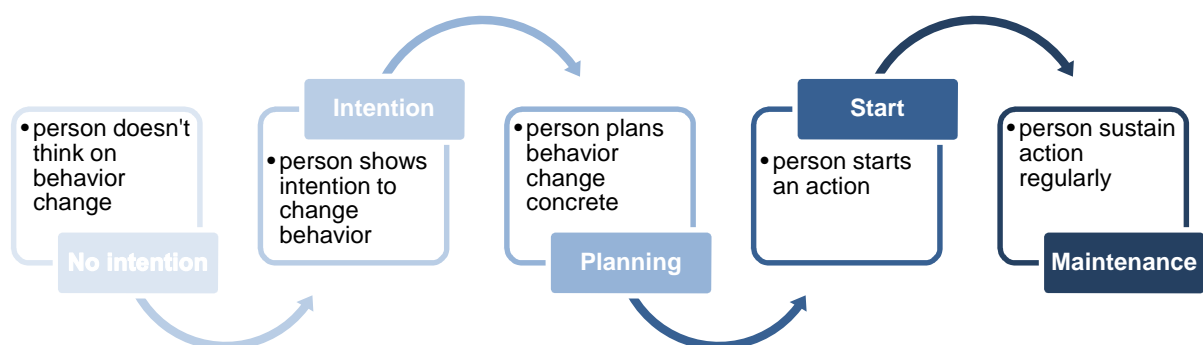 • person doesn't
think on
behavior
change
No intention
Intention
• person shows
intention to
change
behavior
• person plans
behavior
change
concrete
Planning
Start
• person starts
an action
• person sustain
action
regularly
Maintenance